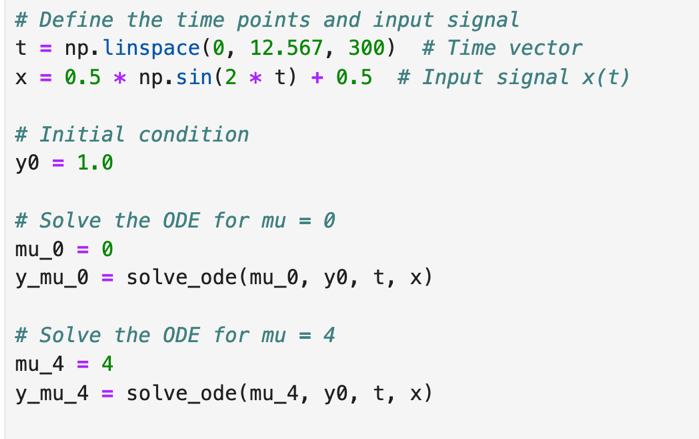 # Define the time points and input signal
t = np.linspace(0, 12.567, 300)  # Time vector
x = 0.5 * np.sin(2 * t) + 0.5  # Input signal x(t)
# Initial condition
y0 = 1.0
# Solve the ODE for mu = 0
mu_0 = 0
y_mu_0 = solve_ode(mu_0, y0, t, x)
# Solve the ODE for mu = 4
mu_4 = 4
y_mu_4 = solve_ode(mu_4, y0, t, x)